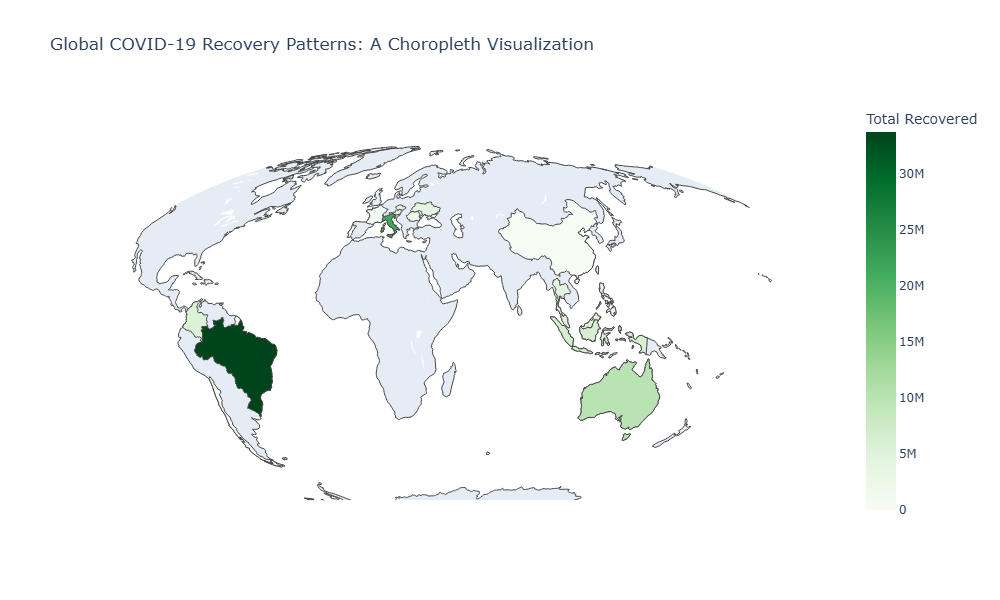 Global COVID-19 Recovery Patterns: A Choropleth Visualization
Total Recovered
30M
25M
20M
15M
10M
5M
0